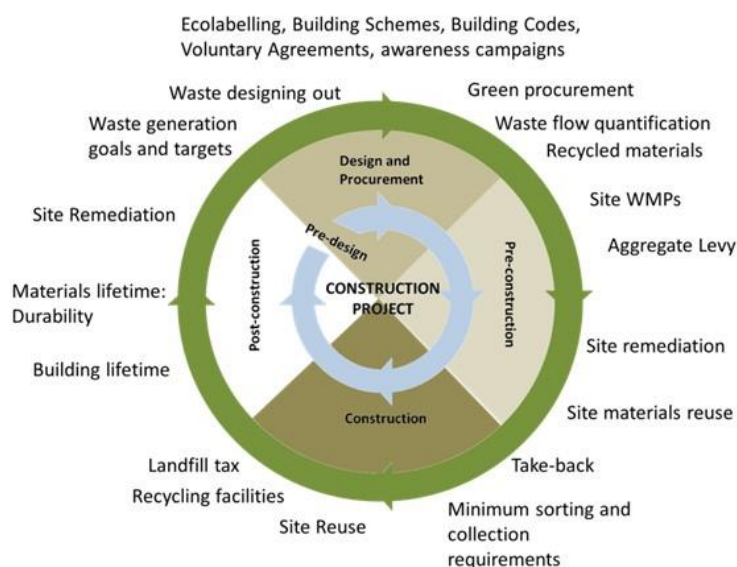 Ecolabelling, Building Schemes, Building Codes,
Voluntary Agreements, awareness campaigns
Waste designing out
Green procurement
Waste generation
goals and targets
Waste flow quantification
Recycled materials
Design and
Procurement
Site Remediation
Site WMPs
Pre-design
Aggregate Levy
Pre-construction
Post-construction
CONSTRUCTION
PROJECT
Materials lifetime:
Durability
Site remediation
Building lifetime
Site materials reuse
Construction
Landfill tax
Take-back
Recycling facilities
Site Reuse
Minimum sorting and
collection
requirements